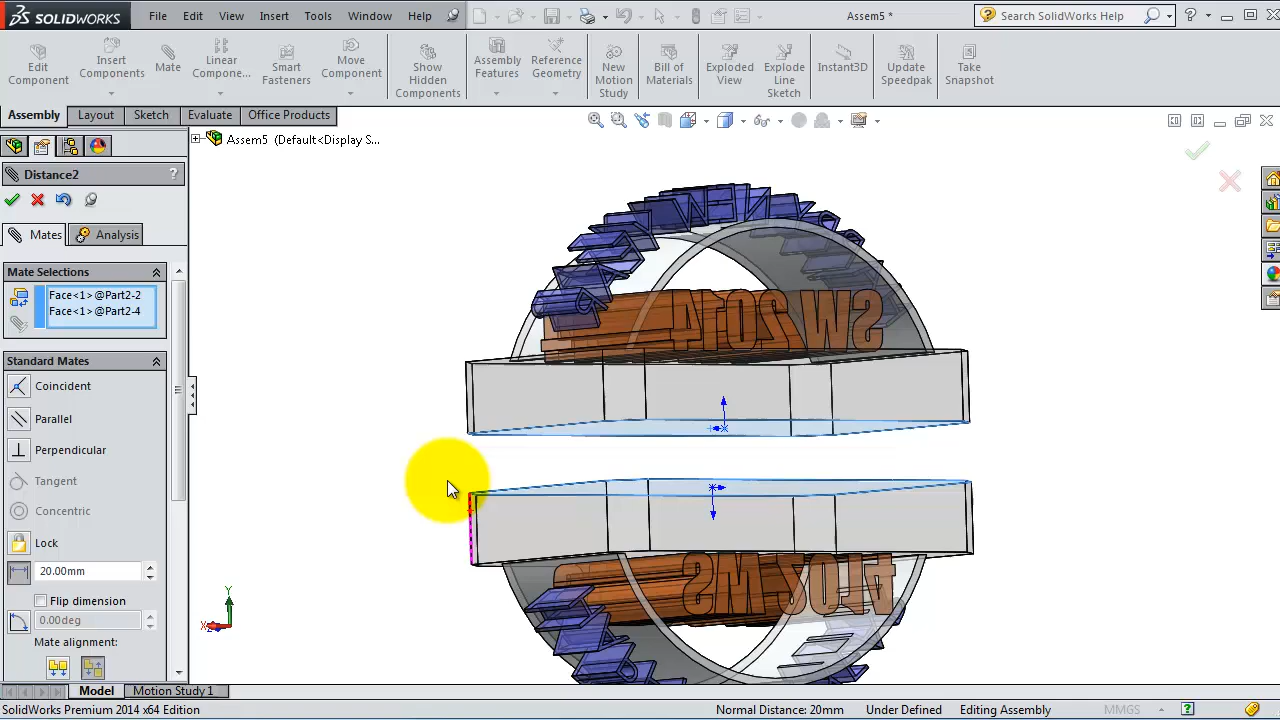 SOLIDWORKS File Edit View Insert Tools Window Help Assem5 * Search SolidWorks Help
Edit Component
Insert Components
Mate
Linear Compone...
Smart Fasteners
Move Component
Show Hidden Components
Assembly Features
Reference Geometry
New Motion Study
Bill of Materials
Exploded View
Explode Line Sketch
Instant3D
Update Speedpak
Take Snapshot
Assembly Layout Sketch Evaluate Office Products
Assem5 (Default<Display S...
Distance2 ?
Mates Analysis
Mate Selections
Face<1>@Part2-2
Face<1>@Part2-4
Standard Mates
Coincident
Parallel
Perpendicular
Tangent
Concentric
Lock
20.00mm
Flip dimension
0.00deg
Mate alignment:
SW 2014
SW 2014
Y
X
Model Motion Study 1
SolidWorks Premium 2014 x64 Edition Normal Distance: 20mm Under Defined Editing Assembly MMGS